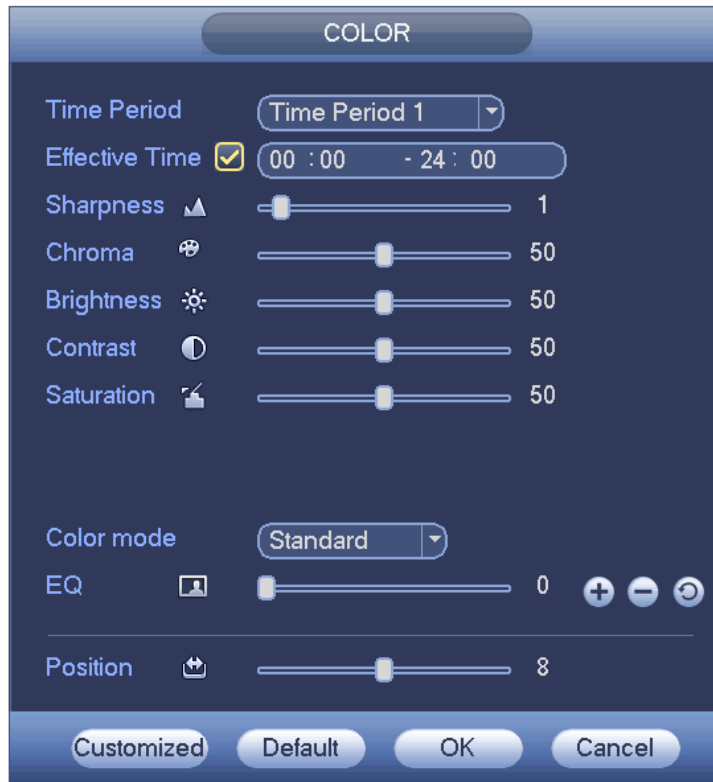 COLOR
Time Period Time Period 1
Effective Time 00 :00 - 24 : 00
Sharpness 1
Chroma 50
Brightness 50
Contrast 50
Saturation 50
Color mode Standard
EQ 0
Position 8
Customized Default OK Cancel